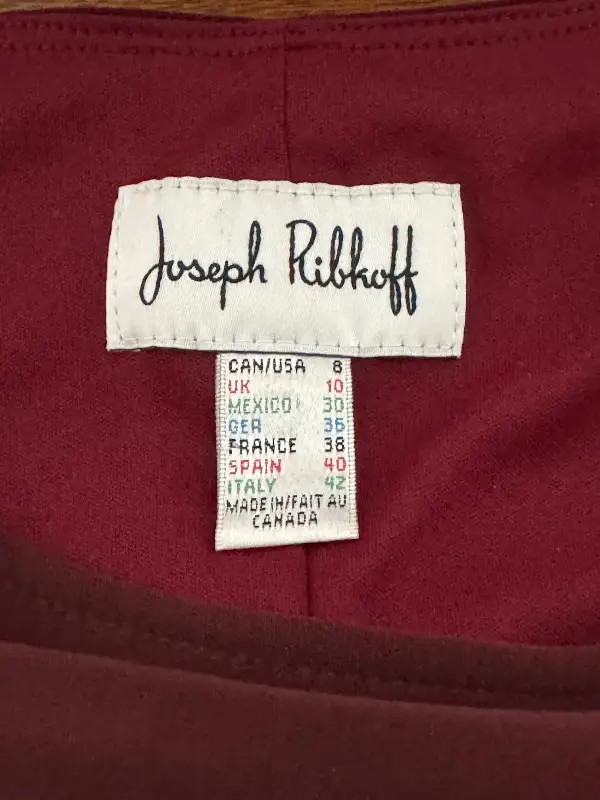 Joseph Ribkoff
CAN/USA 8
UK 10
MEXICO 30
GER 36
FRANCE 38
SPAIN 40
ITALY 42
MADE IN/FAIT AU
CANADA